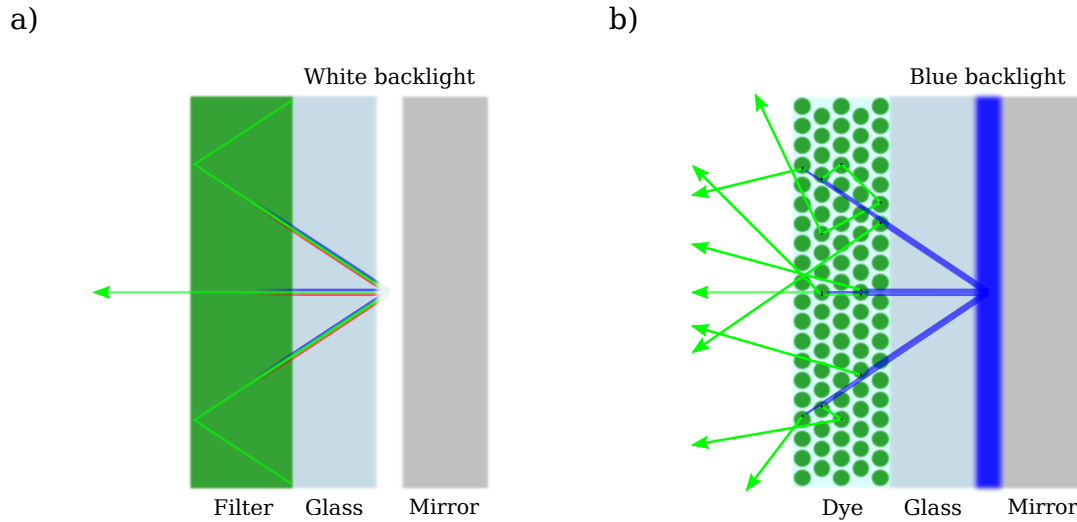 a)
White backlight
Filter Glass Mirror
b)
Blue backlight
Dye Glass Mirror